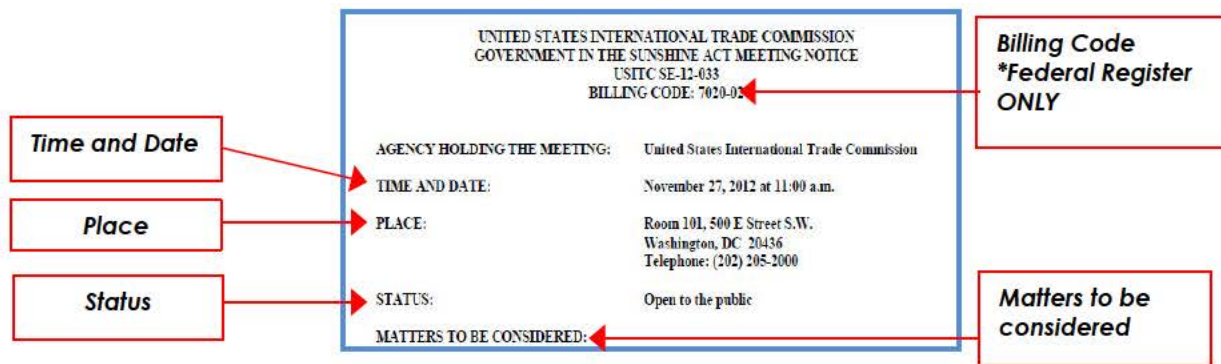 UNITED STATES INTERNATIONAL TRADE COMMISSION
GOVERNMENT IN THE SUNSHINE ACT MEETING NOTICE
USITC SE-12-033
BILLING CODE: 7020-02
Billing Code
*Federal Register
ONLY
Time and Date
AGENCY HOLDING THE MEETING: United States International Trade Commission
TIME AND DATE: November 27, 2012 at 11:00 a.m.
Place
PLACE: Room 101, 500 E Street S.W.
Washington, DC 20436
Telephone: (202) 205-2000
Status
STATUS: Open to the public
Matters to be
considered
MATTERS TO BE CONSIDERED: